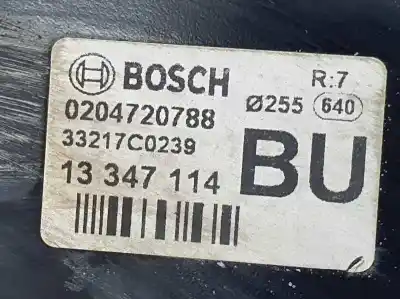 BOSCH R:7
0204720788 Ø255 640
33217C0239
13 347 114 BU